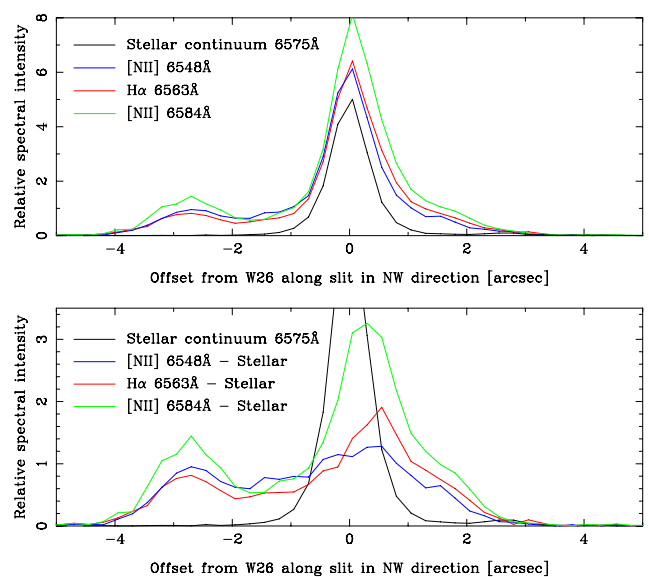 8
6
4
2
0
Relative spectral intensity
Stellar continuum 6575Å
[NII] 6548Å
Hα 6563Å
[NII] 6584Å
−4 −2 0 2 4
Offset from W26 along slit in NW direction [arcsec]
3
2
1
0
Relative spectral intensity
Stellar continuum 6575Å
[NII] 6548Å − Stellar
Hα 6563Å − Stellar
[NII] 6584Å − Stellar
−4 −2 0 2 4
Offset from W26 along slit in NW direction [arcsec]